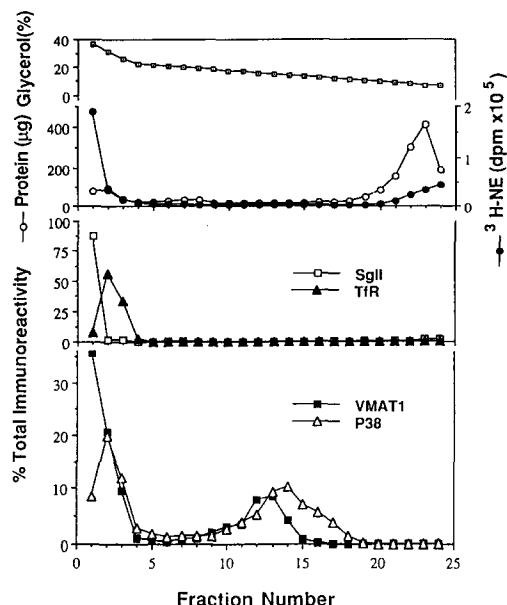 Glycerol(%)
40
20
0
Protein (µg)
400
200
0
2
1
0
³H-NE (dpm x10⁵)
% Total Immunoreactivity
100
75
50
25
0
SgII
TfR
30
20
10
0
VMAT1
P38
0 5 10 15 20 25
Fraction Number